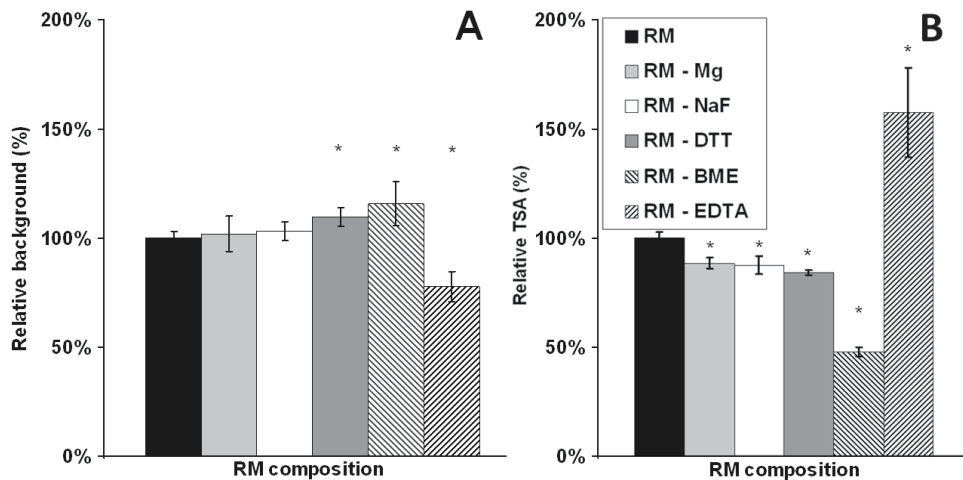 A
200%
150%
100%
50%
0%
Relative background (%)
* * *
RM composition
B
200%
150%
100%
50%
0%
Relative TSA (%)
RM
RM - Mg
RM - NaF
RM - DTT
RM - BME
RM - EDTA
* * * * *
RM composition